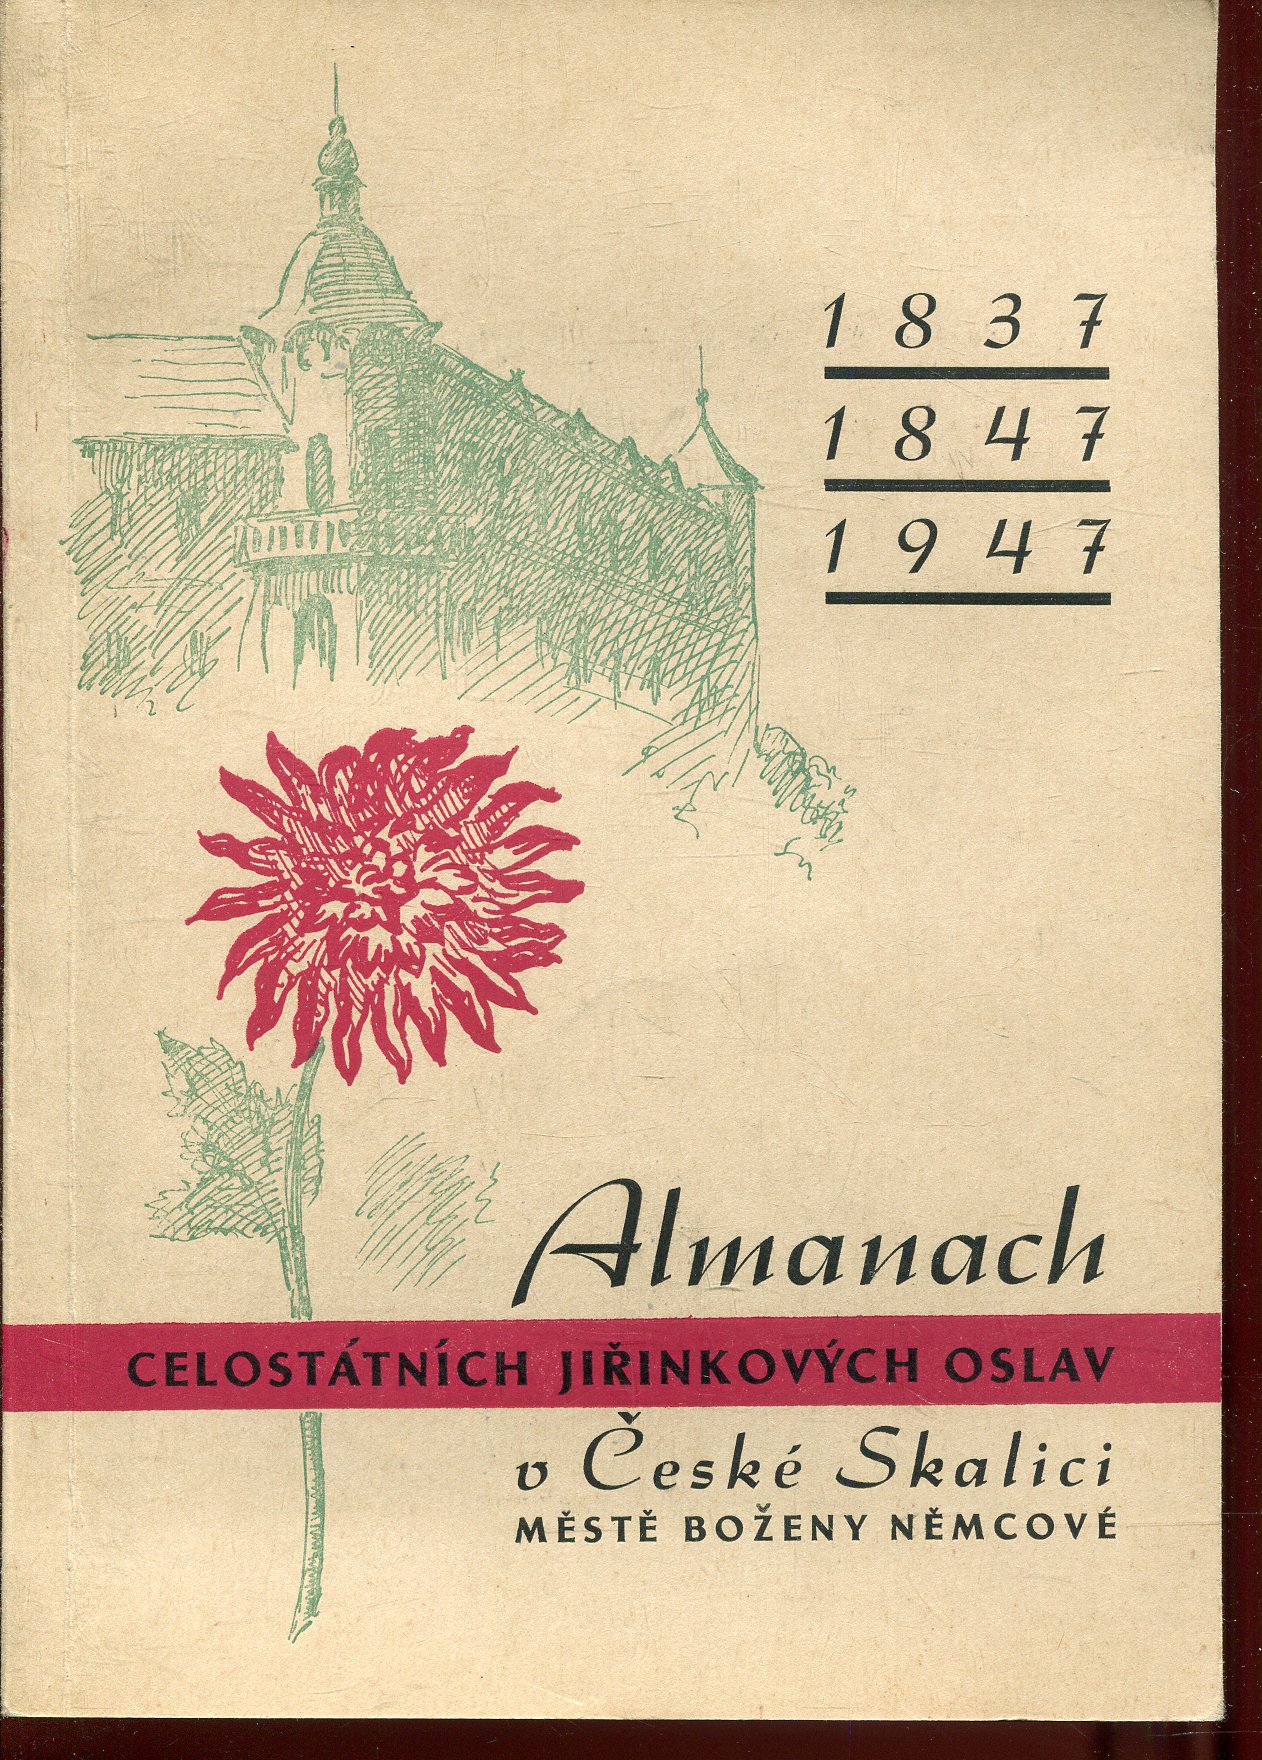 1837
1847
1947
Almanach
CELOSTÁTNÍCH JIŘINKOVÝCH OSLAV
v České Skalici
MĚSTĚ BOŽENY NĚMCOVÉ